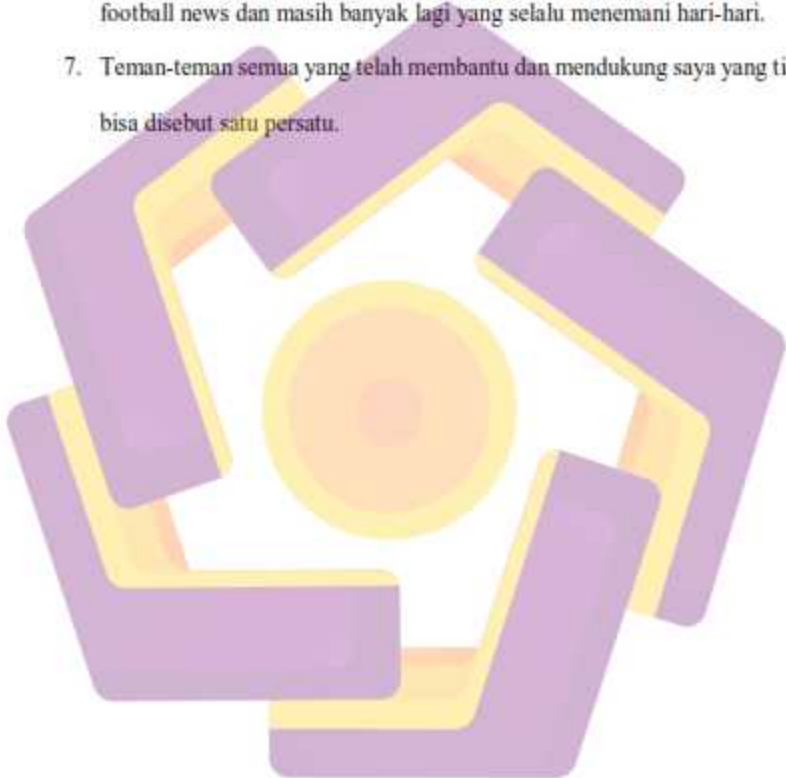 football news dan masih banyak lagi yang selalu menemani hari-hari.
7. Teman-teman semua yang telah membantu dan mendukung saya yang ti
bisa disebut satu persatu.